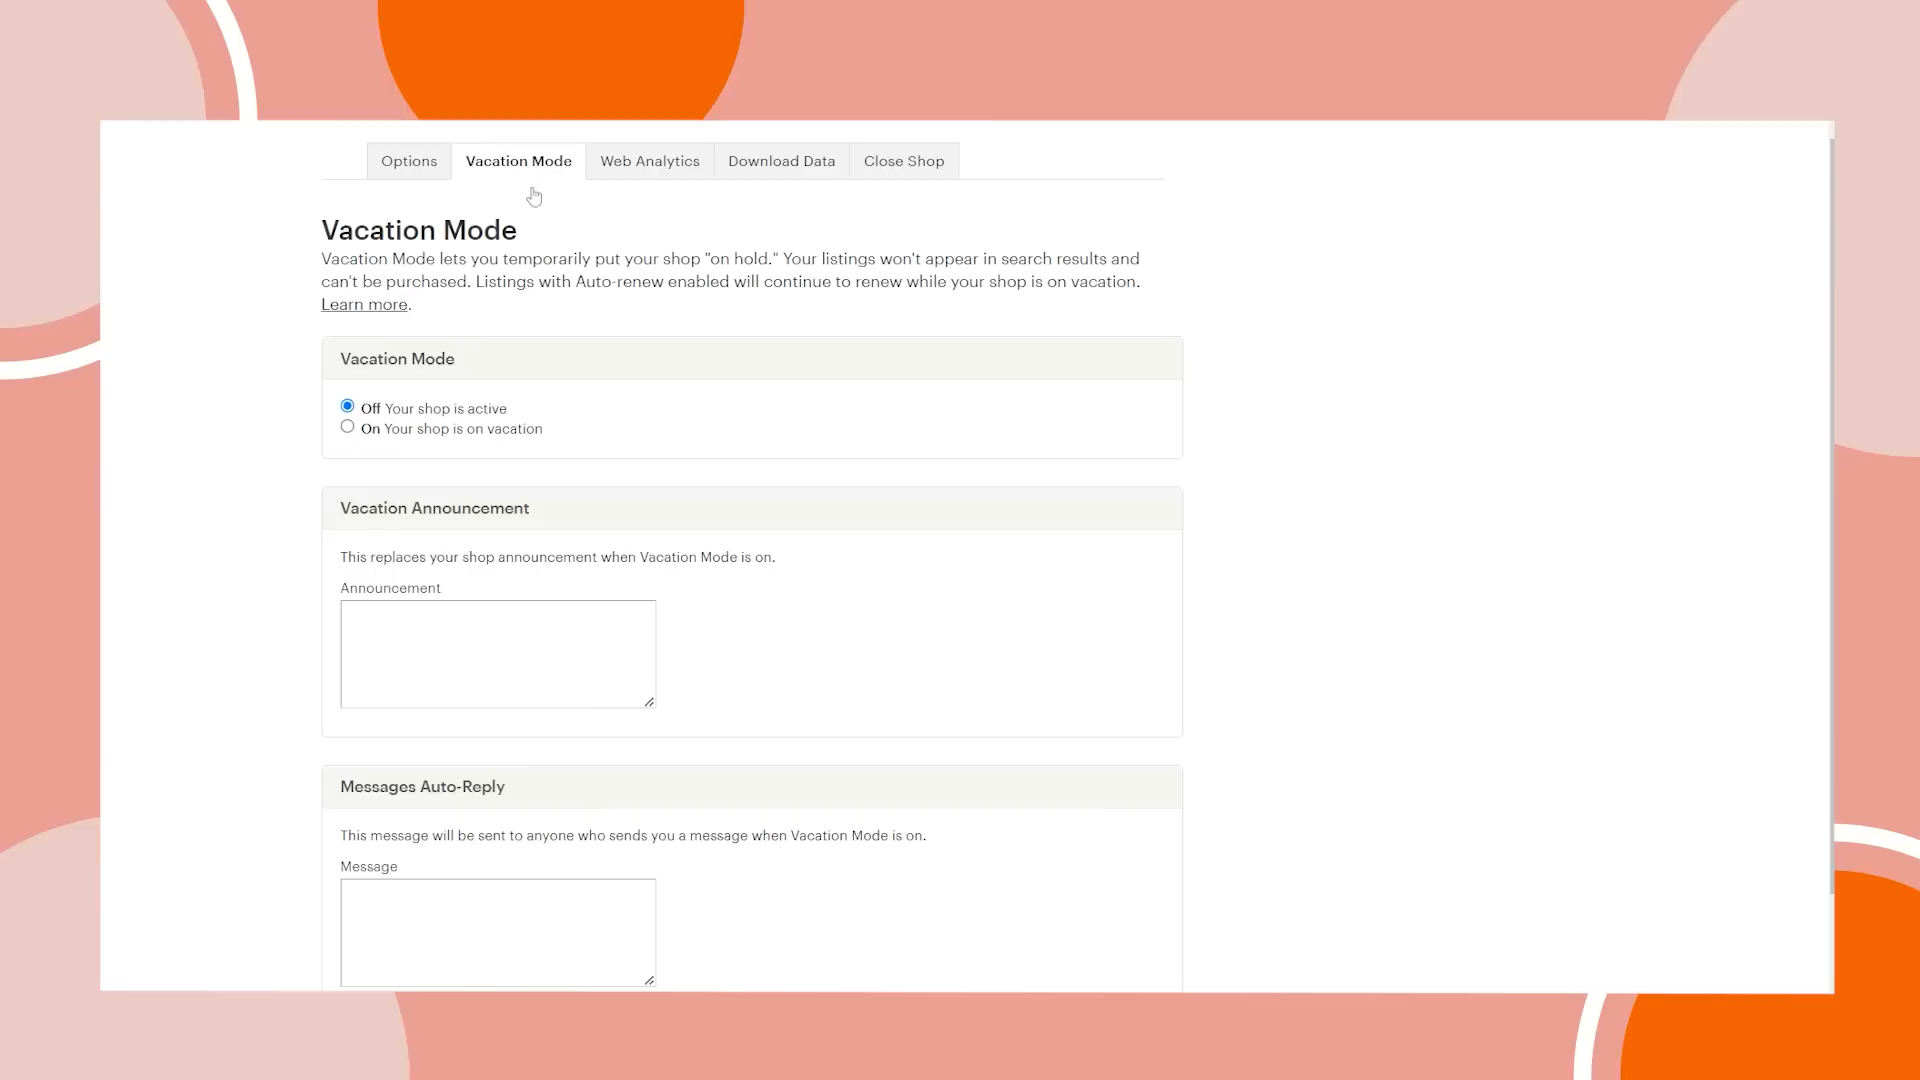 Options Vacation Mode Web Analytics Download Data Close Shop
Vacation Mode
Vacation Mode lets you temporarily put your shop "on hold." Your listings won't appear in search results and
can't be purchased. Listings with Auto-renew enabled will continue to renew while your shop is on vacation.
Learn more.
Vacation Mode
Off Your shop is active
On Your shop is on vacation
Vacation Announcement
This replaces your shop announcement when Vacation Mode is on.
Announcement
Messages Auto-Reply
This message will be sent to anyone who sends you a message when Vacation Mode is on.
Message